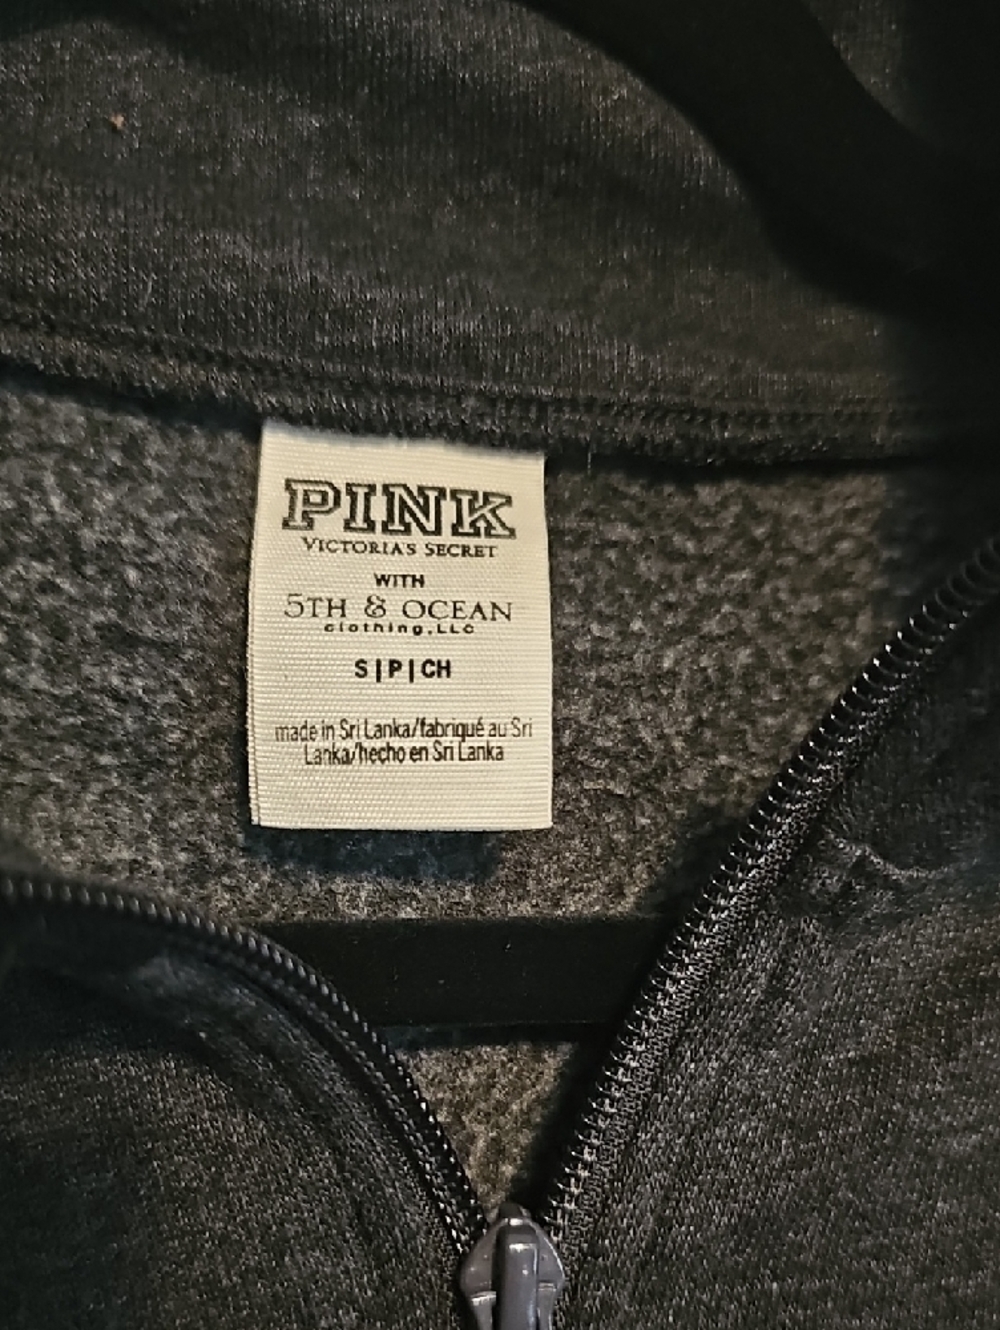 PINK
VICTORIA'S SECRET
WITH
5TH & OCEAN
clothing, LLC
S|P|CH
made in Sri Lanka/fabriqué au Sri
Lanka/hecho en Sri Lanka